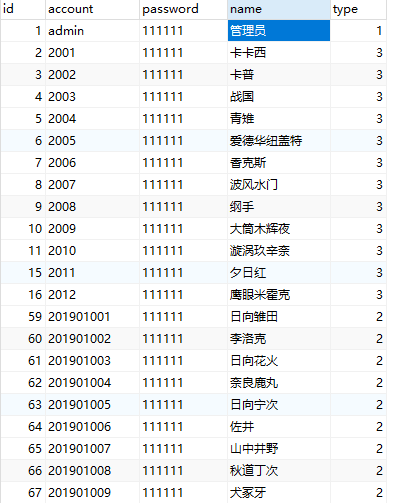 id account password name type
1 admin 111111 管理员 1
2 2001 111111 卡卡西 3
3 2002 111111 卡普 3
4 2003 111111 战国 3
5 2004 111111 青雉 3
6 2005 111111 爱德华纽盖特 3
7 2006 111111 香克斯 3
8 2007 111111 波风水门 3
9 2008 111111 纲手 3
10 2009 111111 大筒木辉夜 3
11 2010 111111 漩涡玖辛奈 3
15 2011 111111 夕日红 3
16 2012 111111 鹰眼米霍克 3
59 201901001 111111 日向雏田 2
60 201901002 111111 李洛克 2
61 201901003 111111 日向花火 2
62 201901004 111111 奈良鹿丸 2
63 201901005 111111 日向宁次 2
64 201901006 111111 佐井 2
65 201901007 111111 山中井野 2
66 201901008 111111 秋道丁次 2
67 201901009 111111 犬冢牙 2